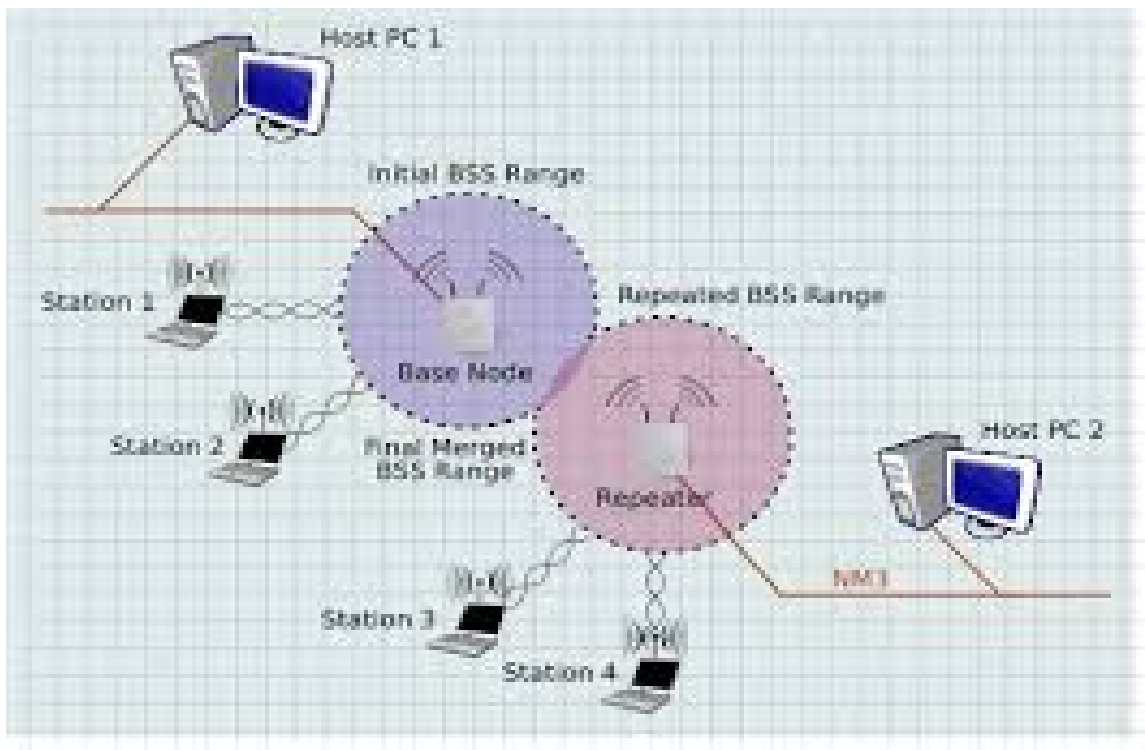 Host PC 1
Initial BSS Range
Station 1
Repeated BSS Range
Base Node
Station 2
Final Merged
BSS Range
Host PC 2
Repeater
Station 3
Station 4